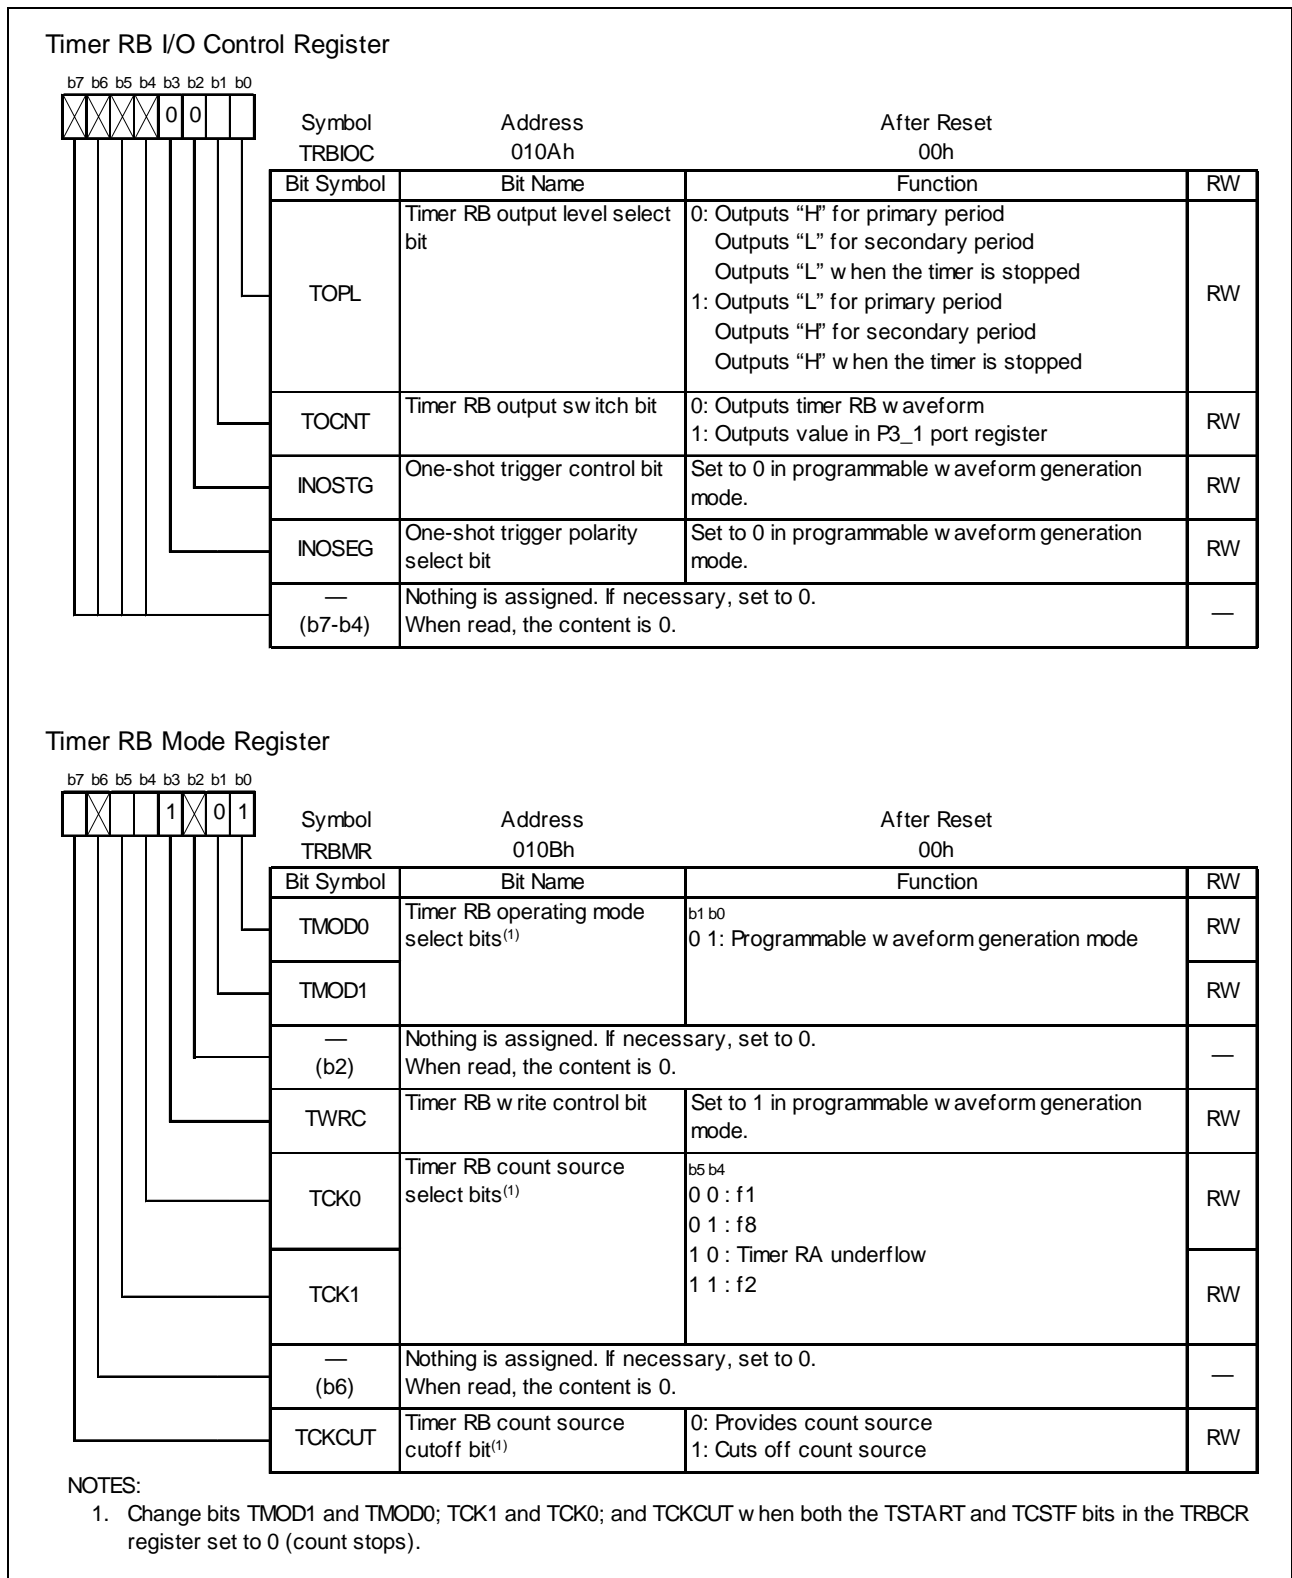 Timer RB I/O Control Register
b7 b6 b5 b4 b3 b2 b1 b0
0 0
Symbol Address After Reset
TRBIOC 010Ah 00h
Bit Symbol Bit Name Function RW
TOPL
Timer RB output level select
bit
0: Outputs “H” for primary period
Outputs “L” for secondary period
Outputs “L” when the timer is stopped
1: Outputs “L” for primary period
Outputs “H” for secondary period
Outputs “H” when the timer is stopped
RW
TOCNT
Timer RB output switch bit
0: Outputs timer RB waveform
1: Outputs value in P3_1 port register
RW
INOSTG
One-shot trigger control bit
Set to 0 in programmable waveform generation
mode.
RW
INOSEG
One-shot trigger polarity
select bit
Set to 0 in programmable waveform generation
mode.
RW
—
(b7-b4)
Nothing is assigned. If necessary, set to 0.
When read, the content is 0.
—
Timer RB Mode Register
b7 b6 b5 b4 b3 b2 b1 b0
1 0 1
Symbol Address After Reset
TRBMR 010Bh 00h
Bit Symbol Bit Name Function RW
TMOD0
Timer RB operating mode
select bits(1)
b1 b0
0 1: Programmable waveform generation mode
RW
TMOD1
RW
—
(b2)
Nothing is assigned. If necessary, set to 0.
When read, the content is 0.
—
TWRC
Timer RB write control bit
Set to 1 in programmable waveform generation
mode.
RW
TCK0
Timer RB count source
select bits(1)
b5 b4
0 0 : f1
0 1 : f8
1 0 : Timer RA underflow
1 1 : f2
RW
TCK1
RW
—
(b6)
Nothing is assigned. If necessary, set to 0.
When read, the content is 0.
—
TCKCUT
Timer RB count source
cutoff bit(1)
0: Provides count source
1: Cuts off count source
RW
NOTES:
1. Change bits TMOD1 and TMOD0; TCK1 and TCK0; and TCKCUT when both the TSTART and TCSTF bits in the TRBCR
register set to 0 (count stops).